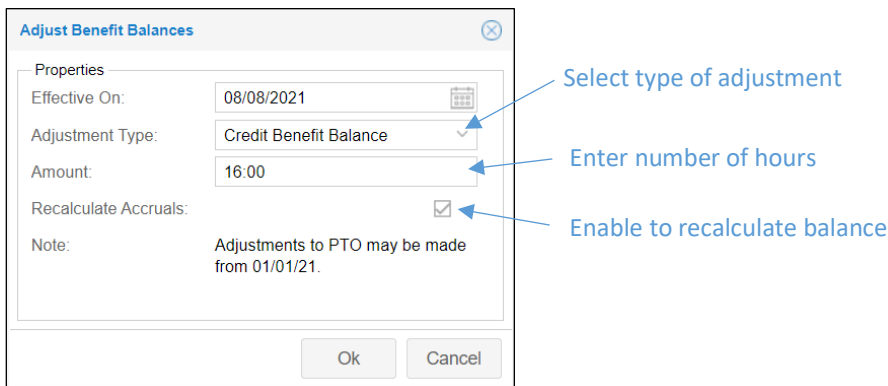 Adjust Benefit Balances
Properties
Effective On: 08/08/2021
Select type of adjustment
Adjustment Type: Credit Benefit Balance
Enter number of hours
Amount: 16:00
Recalculate Accruals:
Enable to recalculate balance
Note: Adjustments to PTO may be made
from 01/01/21.
Ok Cancel